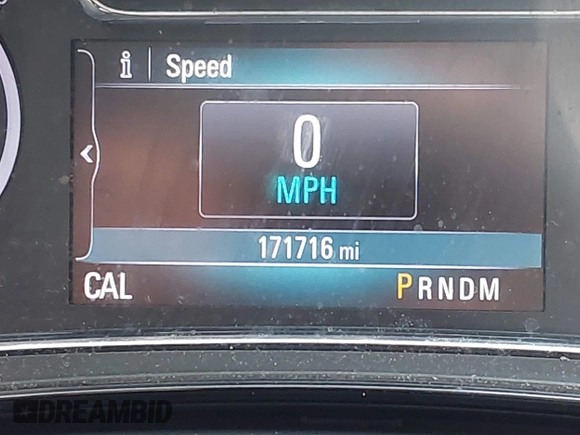 i Speed
0
MPH
171716 mi
CAL PRNDM
DREAMBID